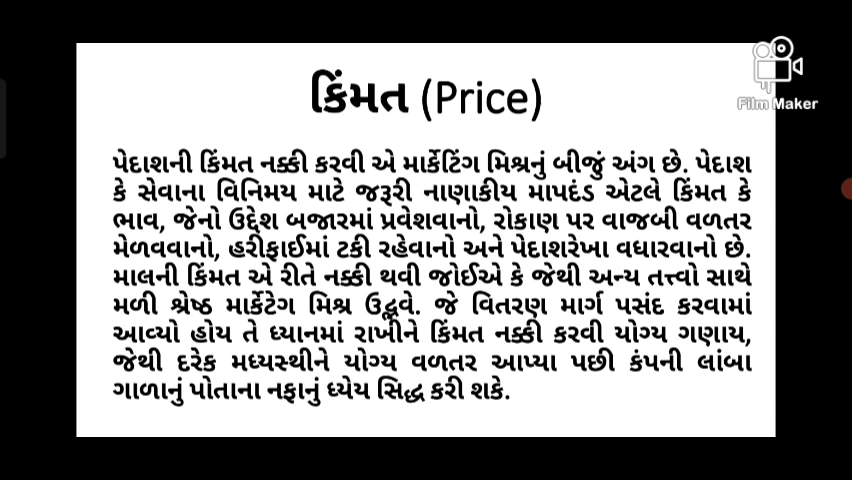 કિંમત (Price)
Film Maker
પેદાશની કિંમત નક્કી કરવી એ માર્કેટિંગ મિશ્રનું બીજું અંગ છે. પેદાશ
કે સેવાના વિનિમય માટે જરૂરી નાણાકીય માપદંડ એટલે કિંમત કે
ભાવ, જેનો ઉદ્દેશ બજારમાં પ્રવેશવાનો, રોકાણ પર વાજબી વળતર
મેળવવાનો, હરીફાઈમાં ટકી રહેવાનો અને પેદાશરેખા વધારવાનો છે.
માલની કિંમત એ રીતે નક્કી થવી જોઈએ કે જેથી અન્ય તત્ત્વો સાથે
મળી શ્રેષ્ઠ માર્કેટેગ મિશ્ર ઉદ્ભવે. જે વિતરણ માર્ગ પસંદ કરવામાં
આવ્યો હોય તે ધ્યાનમાં રાખીને કિંમત નક્કી કરવી યોગ્ય ગણાય,
જેથી દરેક મધ્યસ્થીને યોગ્ય વળતર આપ્યા પછી કંપની લાંબા
ગાળાનું પોતાના નફાનું ધ્યેય સિદ્ધ કરી શકે.